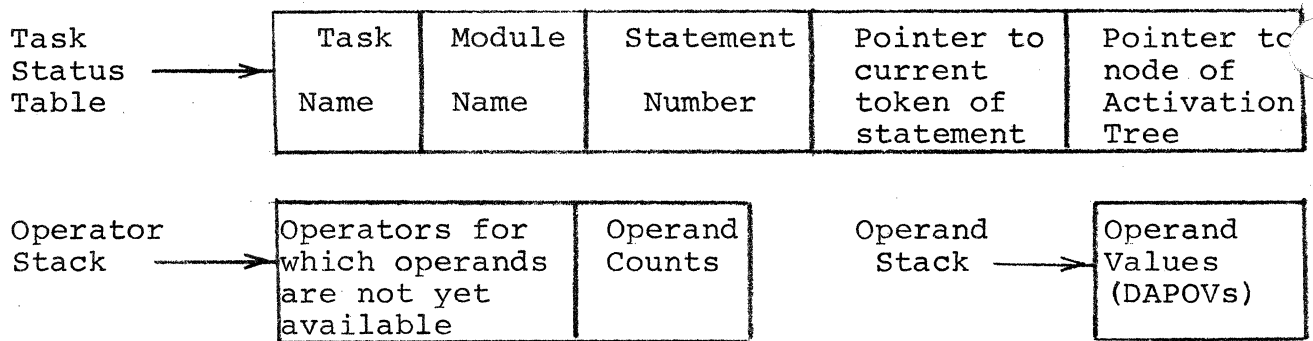 Task
Status
Table
Task
Name
Module
Name
Statement
Number
Pointer to
current
token of
statement
Pointer to
node of
Activation
Tree
Operator
Stack
Operators for
which operands
are not yet
available
Operand
Counts
Operand
Stack
Operand
Values
(DAPOVs)